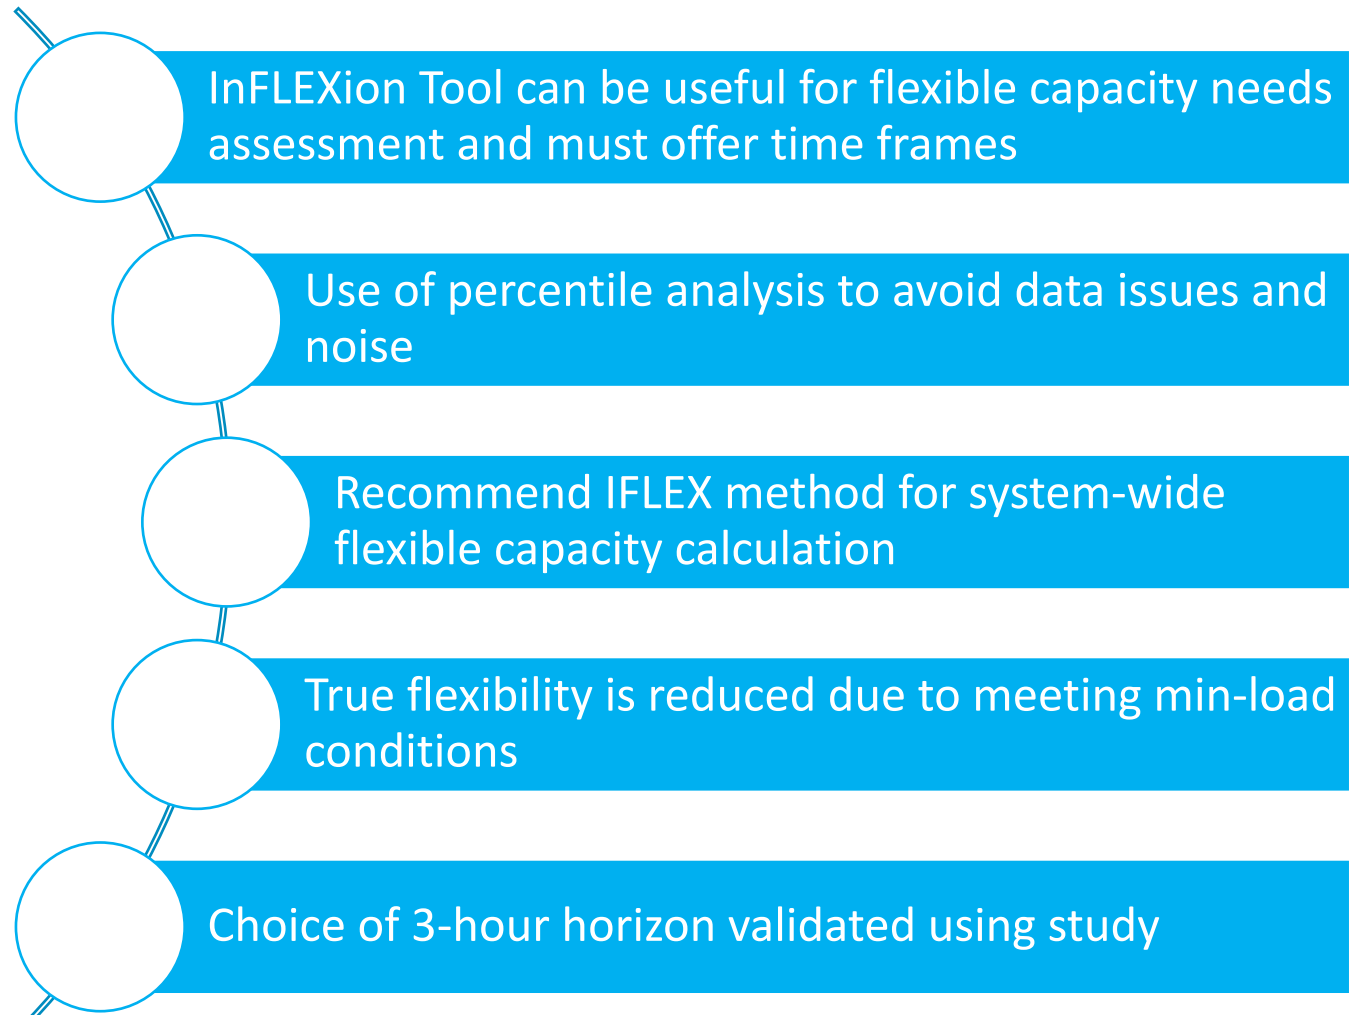 InFLEXion Tool can be useful for flexible capacity needs
assessment and must offer time frames
Use of percentile analysis to avoid data issues and
noise
Recommend IFLEX method for system-wide
flexible capacity calculation
True flexibility is reduced due to meeting min-load
conditions
Choice of 3-hour horizon validated using study